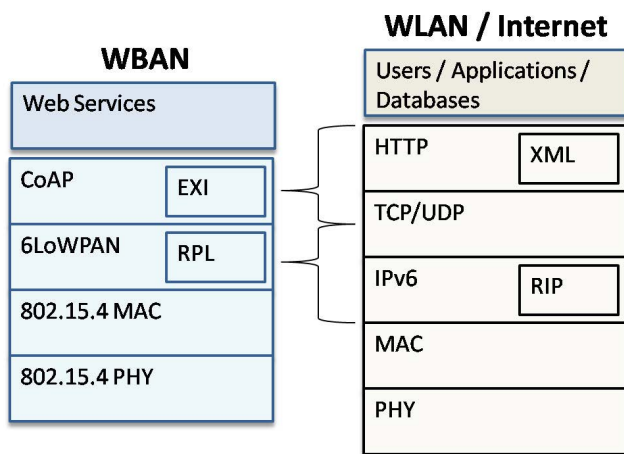 WBAN
Web Services
CoAP
EXI
6LoWPAN
RPL
802.15.4 MAC
802.15.4 PHY
WLAN / Internet
Users / Applications /
Databases
HTTP
XML
TCP/UDP
IPv6
RIP
MAC
PHY